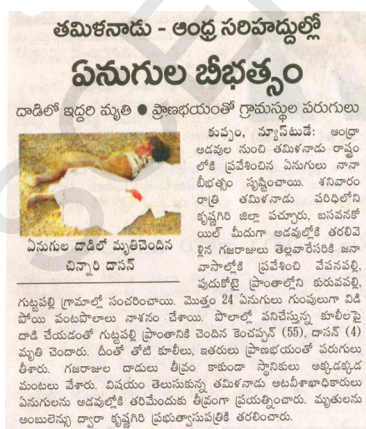 తమిళనాడు - ఆంధ్ర సరిహద్దుల్లో
ఏనుగుల బీభత్సం
దాడిలో ఇద్దరి మృతి ● ప్రాణభయంతో గ్రామస్థుల పరుగులు
ఏనుగుల దాడిలో మృతిచెందిన
చిన్నారి దాసన్
కుప్పం, న్యూస్‌టుడే: ఆంధ్రా
అడవుల నుంచి తమిళనాడు రాష్ట్రం
లోకి ప్రవేశించిన ఏనుగులు నానా
బీభత్సం సృష్టించాయి. శనివారం
రాత్రి తమిళనాడు పరిధిలోని
కృష్ణగిరి జిల్లా పచ్చూరు, బసవనకో
యిల్ మీదుగా అడవుల్లోకి తరలివె
ళ్లిన గజరాజులు తెల్లవారేసరికి జనా
వాసాల్లోకి ప్రవేశించి వేపనపల్లి,
పుదుకోటై ప్రాంతాల్లోని కురువపల్లి,
గుట్టపల్లి గ్రామాల్లో సంచరించాయి. మొత్తం 24 ఏనుగులు గుంపులుగా విడి
పోయి పంటపొలాలు నాశనం చేశాయి. పొలాల్లో పనిచేస్తున్న కూలీలపై
దాడి చేయడంతో గుట్టపల్లి ప్రాంతానికి చెందిన కెంచప్పన్ (55), దాసన్ (4)
మృతి చెందారు. దీంతో తోటి కూలీలు, ఇతరులు ప్రాణభయంతో పరుగులు
తీశారు. గజరాజుల దాడులు తీవ్రం కాకుండా స్థానికులు అక్కడక్కడ
మంటలు వేశారు. విషయం తెలుసుకున్న తమిళనాడు అటవీశాఖాధికారులు
ఏనుగులను అడవుల్లోకి తరిమేందుకు తీవ్రంగా ప్రయత్నించారు. మృతులను
అంబులెన్సు ద్వారా కృష్ణగిరి ప్రభుత్వాసుపత్రికి తరలించారు.